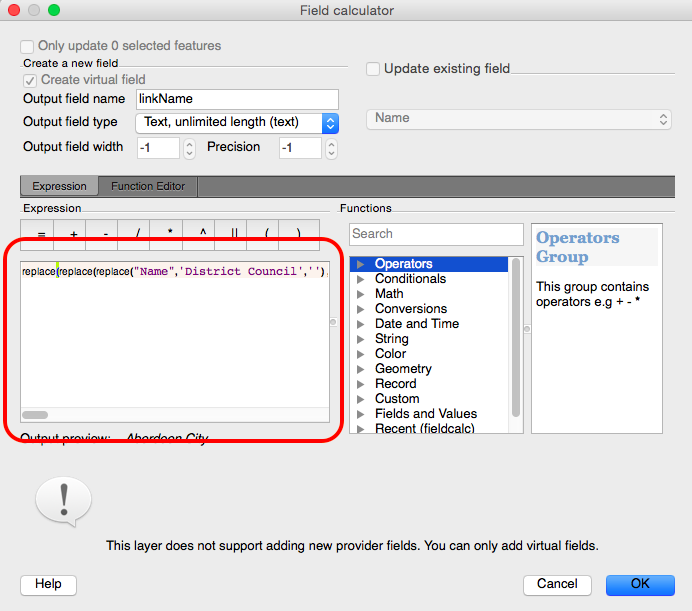 Field calculator
Only update 0 selected features
Create a new field
Create virtual field
Update existing field
Output field name linkName
Output field type Text, unlimited length (text)
Name
Output field width -1 Precision -1
Expression Function Editor
Expression
Functions
= + - / * ^ || ( )
Search
replace(replace(replace("Name",'District Council',''),
Operators
Conditionals
Math
Conversions
Date and Time
String
Color
Geometry
Record
Custom
Fields and Values
Recent (fieldcalc)
Operators
Group
This group contains
operators e.g + - *
Output preview: Aberdeen City
This layer does not support adding new provider fields. You can only add virtual fields.
Help
Cancel
OK